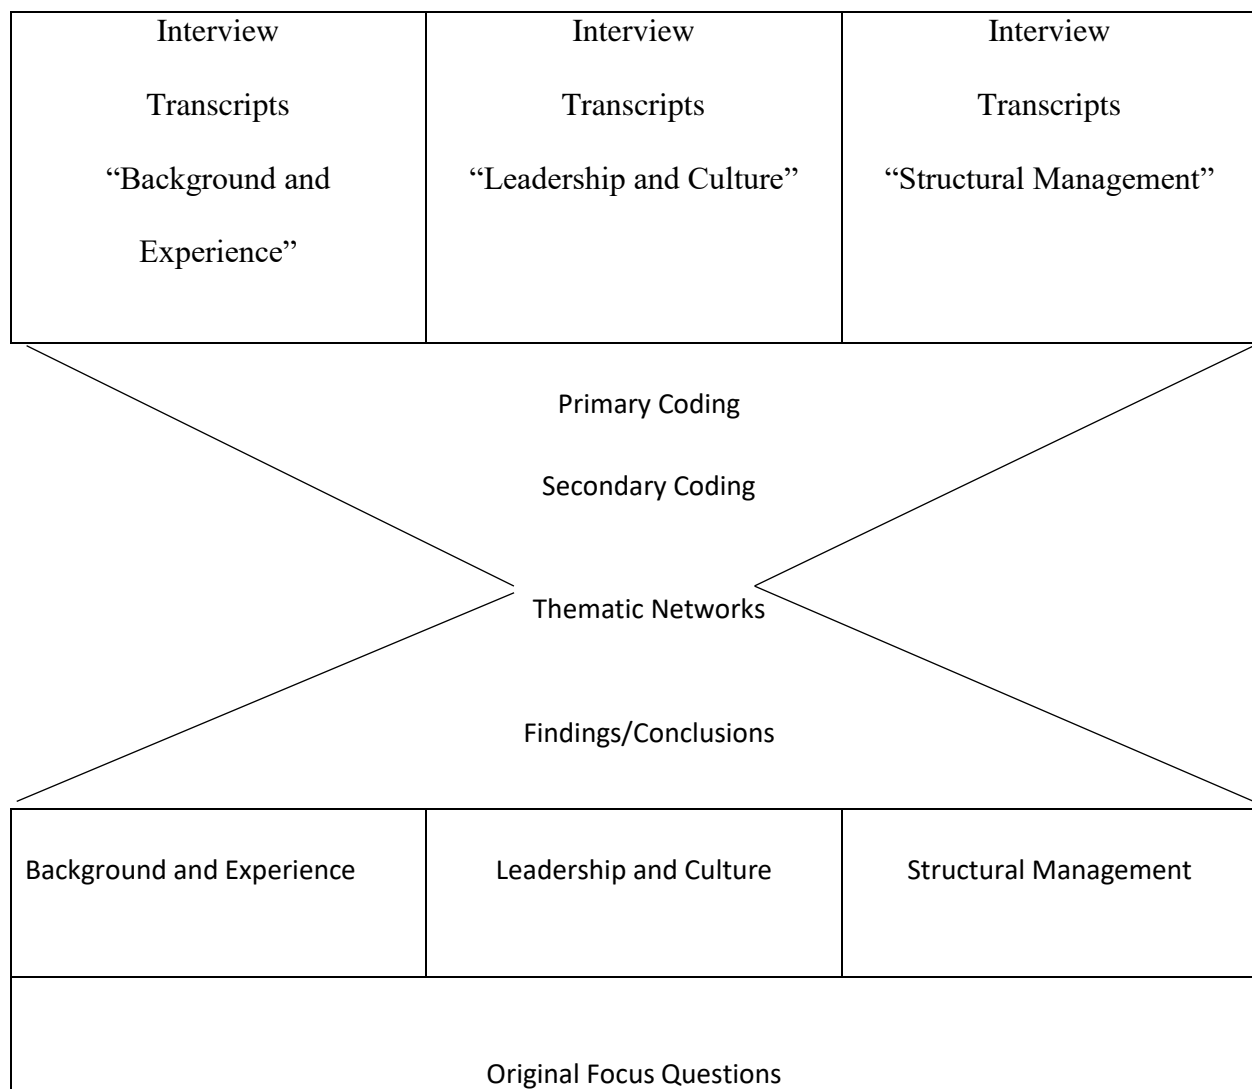 Interview
Transcripts
“Background and
Experience”
Interview
Transcripts
“Leadership and Culture”
Interview
Transcripts
“Structural Management”
Primary Coding
Secondary Coding
Thematic Networks
Findings/Conclusions
Background and Experience
Leadership and Culture
Structural Management
Original Focus Questions